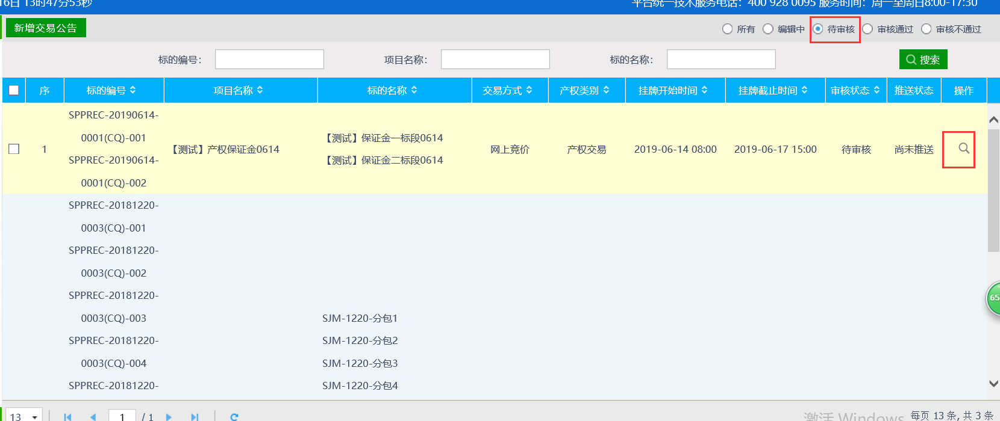 16日 13时47分53秒
平台统一技术服务电话：400 928 0095 服务时间：周一至周日8:00-17:30
新增交易公告
所有 编辑中 待审核 审核通过 审核不通过
标的编号： 项目名称： 标的名称： 搜索
序 标的编号 项目名称 标的名称 交易方式 产权类别 挂牌开始时间 挂牌截止时间 审核状态 推送状态 操作
SPPREC-20190614-
0001(CQ)-001
SPPREC-20190614-
0001(CQ)-002
1
【测试】产权保证金0614
【测试】保证金一标段0614
【测试】保证金二标段0614
网上竞价 产权交易 2019-06-14 08:00 2019-06-17 15:00 待审核 尚未推送
SPPREC-20181220-
0003(CQ)-001
SPPREC-20181220-
0003(CQ)-002
SPPREC-20181220-
0003(CQ)-003
SPPREC-20181220-
0003(CQ)-004
SPPREC-20181220-
SJM-1220-分包1
SJM-1220-分包2
SJM-1220-分包3
SJM-1220-分包4
65
13 1 / 1
激活 Windows
每页 13 条, 共 3 条